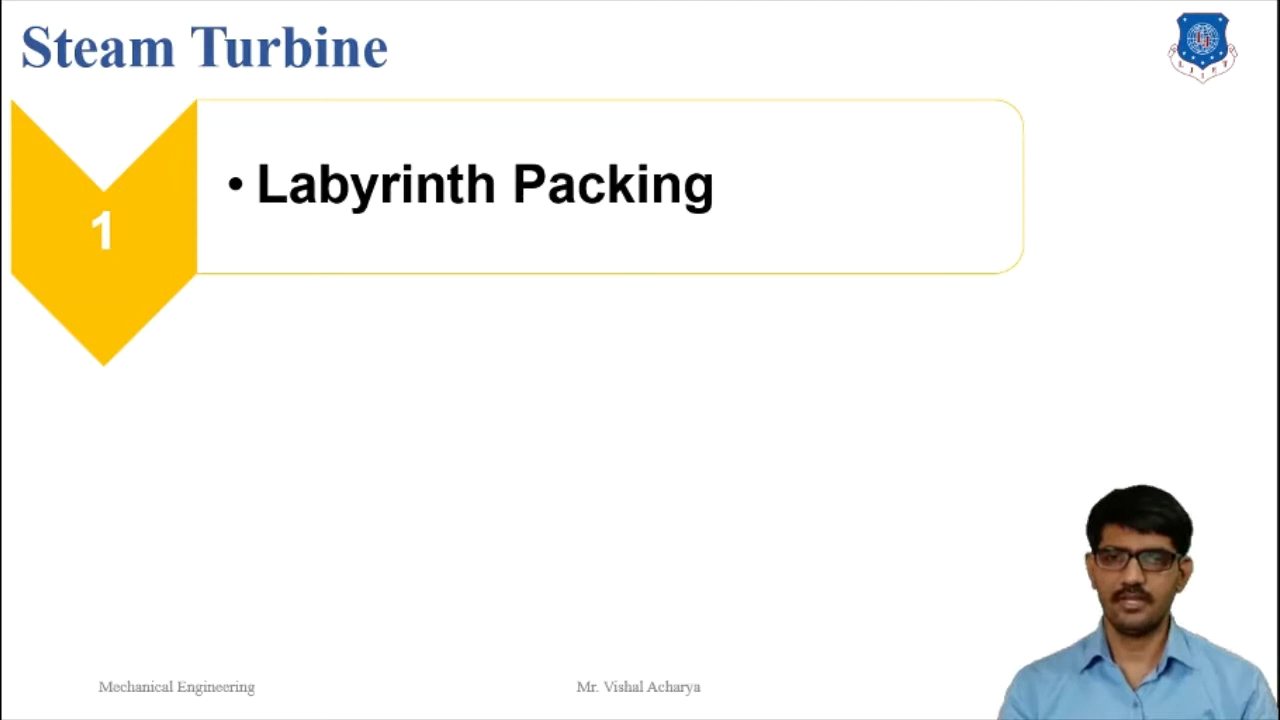 Steam Turbine
L J I E T
1
• Labyrinth Packing
Mechanical Engineering
Mr. Vishal Acharya